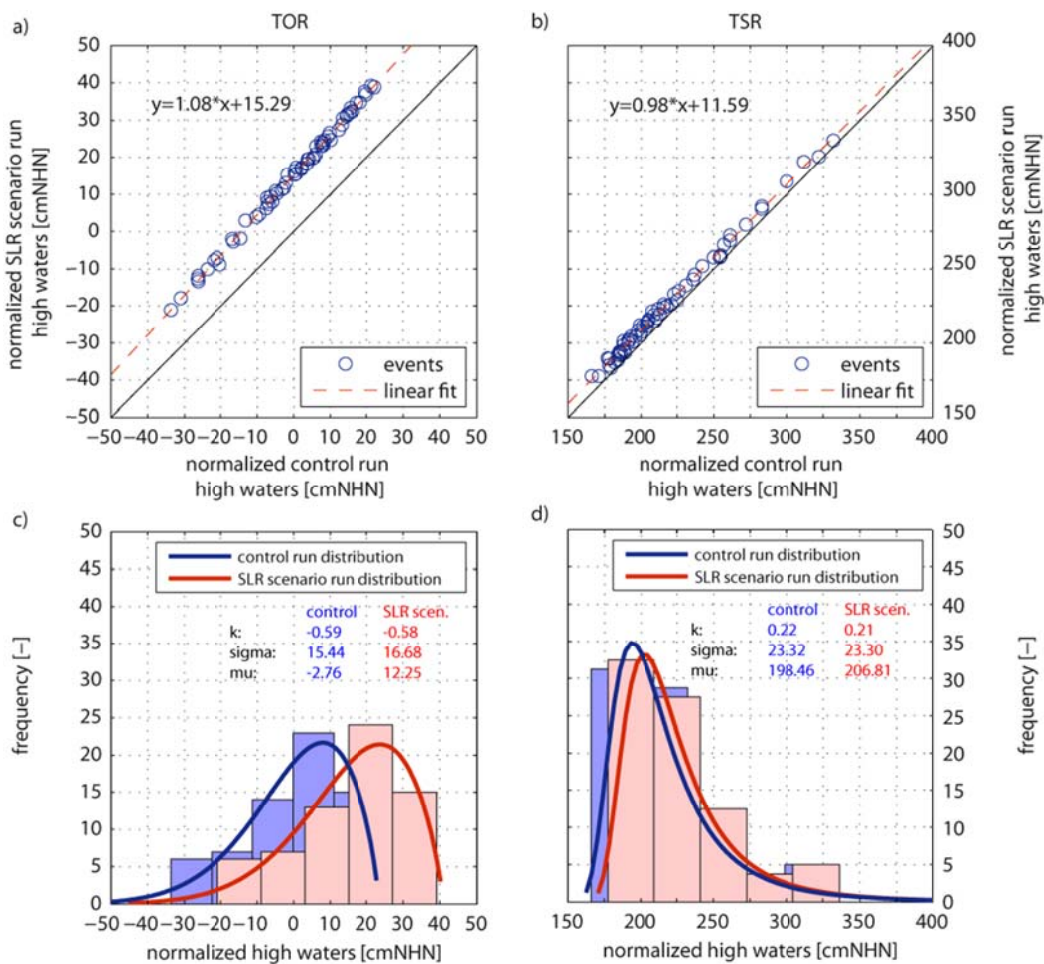 a)
TOR
50
40
30
20
10
0
−10
−20
−30
−40
−50
normalized SLR scenario run
high waters [cmNHN]
y=1.08*x+15.29
events
linear fit
−50 −40 −30 −20 −10 0 10 20 30 40 50
normalized control run
high waters [cmNHN]
b)
TSR
400
350
300
250
200
150
normalized SLR scenario run
high waters [cmNHN]
y=0.98*x+11.59
events
linear fit
150 200 250 300 350 400
normalized control run
high waters [cmNHN]
c)
50
45
40
35
30
25
20
15
10
5
0
frequency [−]
control run distribution
SLR scenario run distribution
control SLR scen.
k: -0.59 -0.58
sigma: 15.44 16.68
mu: -2.76 12.25
−50 −40 −30 −20 −10 0 10 20 30 40 50
normalized high waters [cmNHN]
d)
50
45
40
35
30
25
20
15
10
5
0
frequency [−]
control run distribution
SLR scenario run distribution
control SLR scen.
k: 0.22 0.21
sigma: 23.32 23.30
mu: 198.46 206.81
150 200 250 300 350 400
normalized high waters [cmNHN]